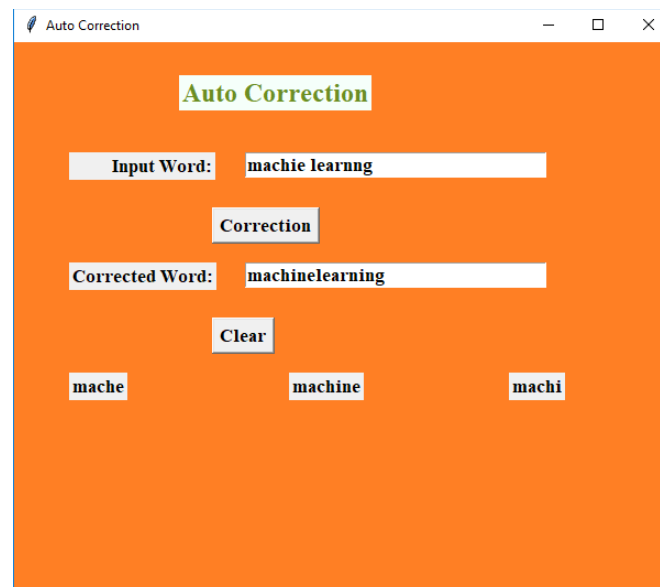 Auto Correction
Auto Correction
Input Word: machie learnng
Correction
Corrected Word: machinelearning
Clear
mache machine machi